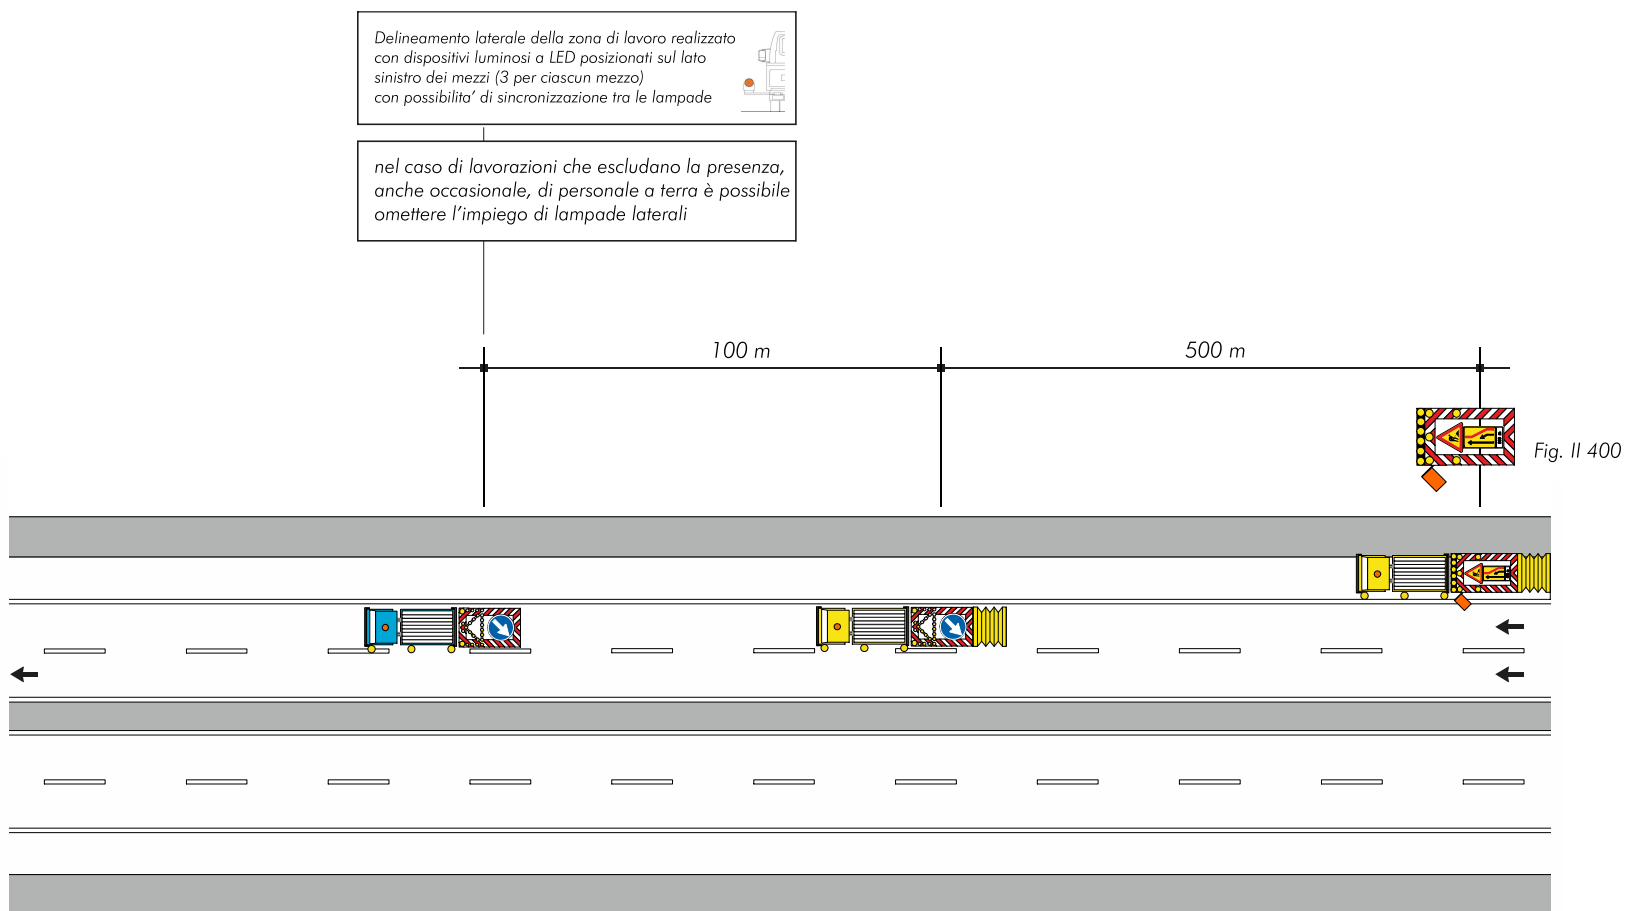 Delineamento laterale della zona di lavoro realizzato
con dispositivi luminosi a LED posizionati sul lato
sinistro dei mezzi (3 per ciascun mezzo)
con possibilita’ di sincronizzazione tra le lampade
nel caso di lavorazioni che escludano la presenza,
anche occasionale, di personale a terra è possibile
omettere l’impiego di lampade laterali
100 m
500 m
Fig. II 400